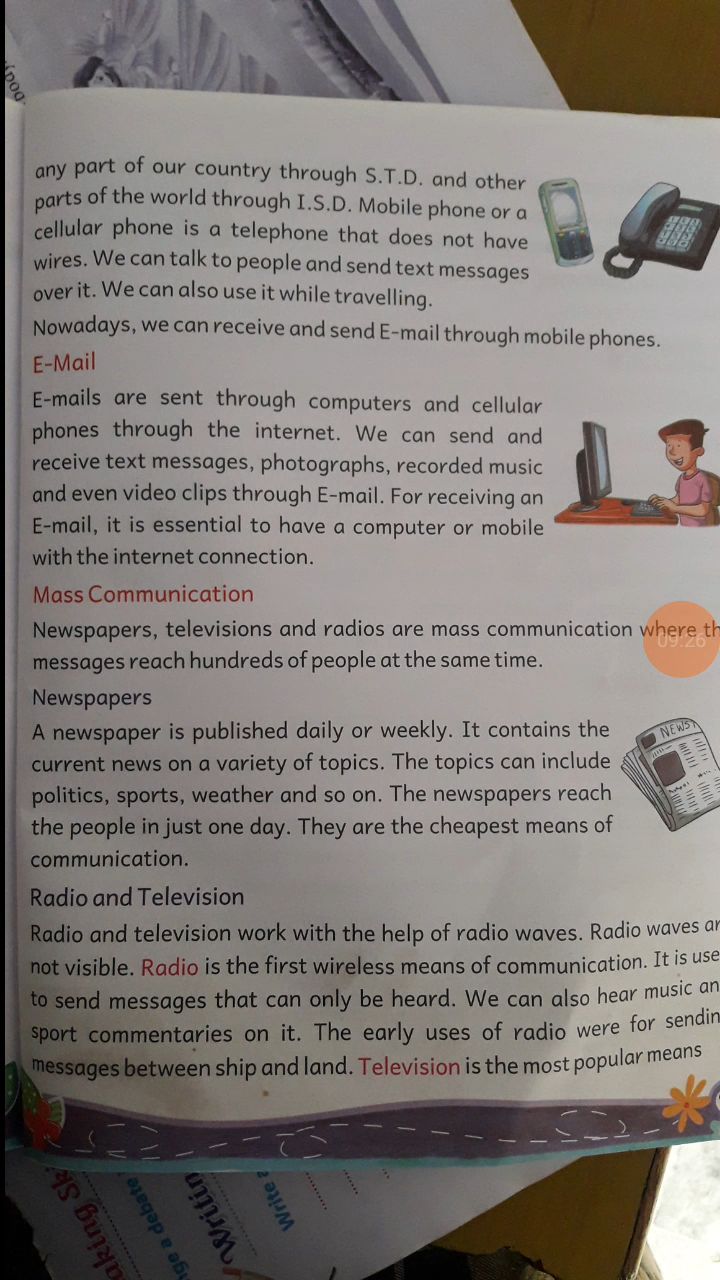 any part of our country through S.T.D. and other
parts of the world through I.S.D. Mobile phone or a
cellular phone is a telephone that does not have
wires. We can talk to people and send text messages
over it. We can also use it while travelling.
Nowadays, we can receive and send E-mail through mobile phones.
E-Mail
E-mails are sent through computers and cellular
phones through the internet. We can send and
receive text messages, photographs, recorded music
and even video clips through E-mail. For receiving an
E-mail, it is essential to have a computer or mobile
with the internet connection.
Mass Communication
Newspapers, televisions and radios are mass communication where th
09:26
messages reach hundreds of people at the same time.
Newspapers
A newspaper is published daily or weekly. It contains the
NEWS
current news on a variety of topics. The topics can include
politics, sports, weather and so on. The newspapers reach
the people in just one day. They are the cheapest means of
communication.
Radio and Television
Radio and television work with the help of radio waves. Radio waves ar
not visible. Radio is the first wireless means of communication. It is use
to send messages that can only be heard. We can also hear music an
sport commentaries on it. The early uses of radio were for sendin
messages between ship and land. Television is the most popular means
aking Sk
nge a debate
Writin
Write a